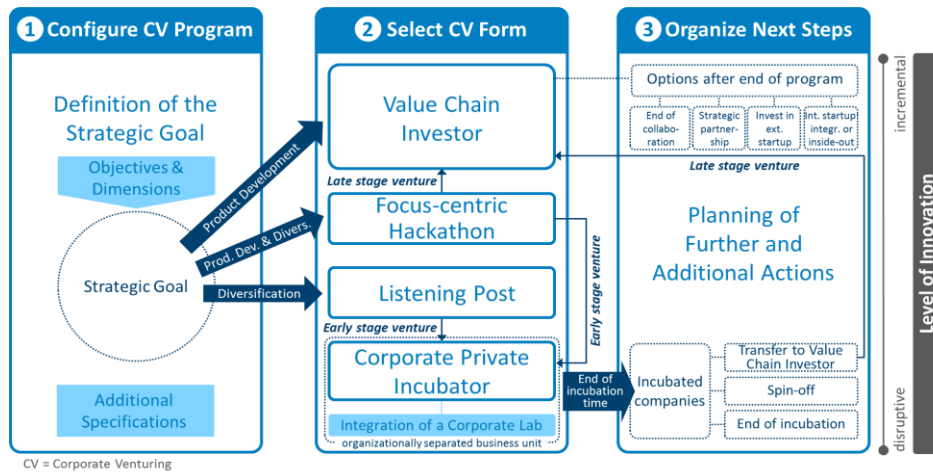 1 Configure CV Program
Definition of the
Strategic Goal
Objectives &
Dimensions
Strategic Goal
Additional
Specifications
Product Development
Prod. Dev. & Divers.
Diversification
2 Select CV Form
Value Chain
Investor
Late stage venture
Focus-centric
Hackathon
Listening Post
Early stage venture
Corporate Private
Incubator
Integration of a Corporate Lab
organizationally separated business unit
Early stage venture
End of
incubation
time
3 Organize Next Steps
Options after end of program
End of
collabo-
ration
Strategic
partner-
ship
Invest in
ext.
startup
Int. startup
integr. or
inside-out
Late stage venture
Planning of
Further and
Additional Actions
Incubated
companies
Transfer to Value
Chain Investor
Spin-off
End of incubation
incremental
disruptive
Level of Innovation
CV = Corporate Venturing